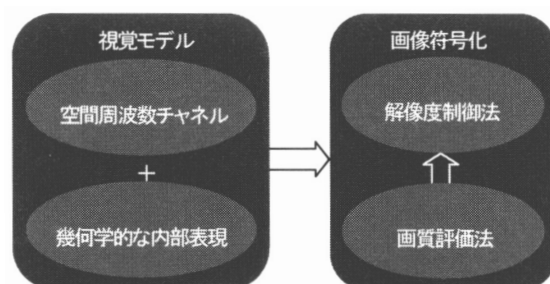 視覚モデル
空間周波数チャネル
+
幾何学的な内部表現
画像符号化
解像度制御法
画質評価法